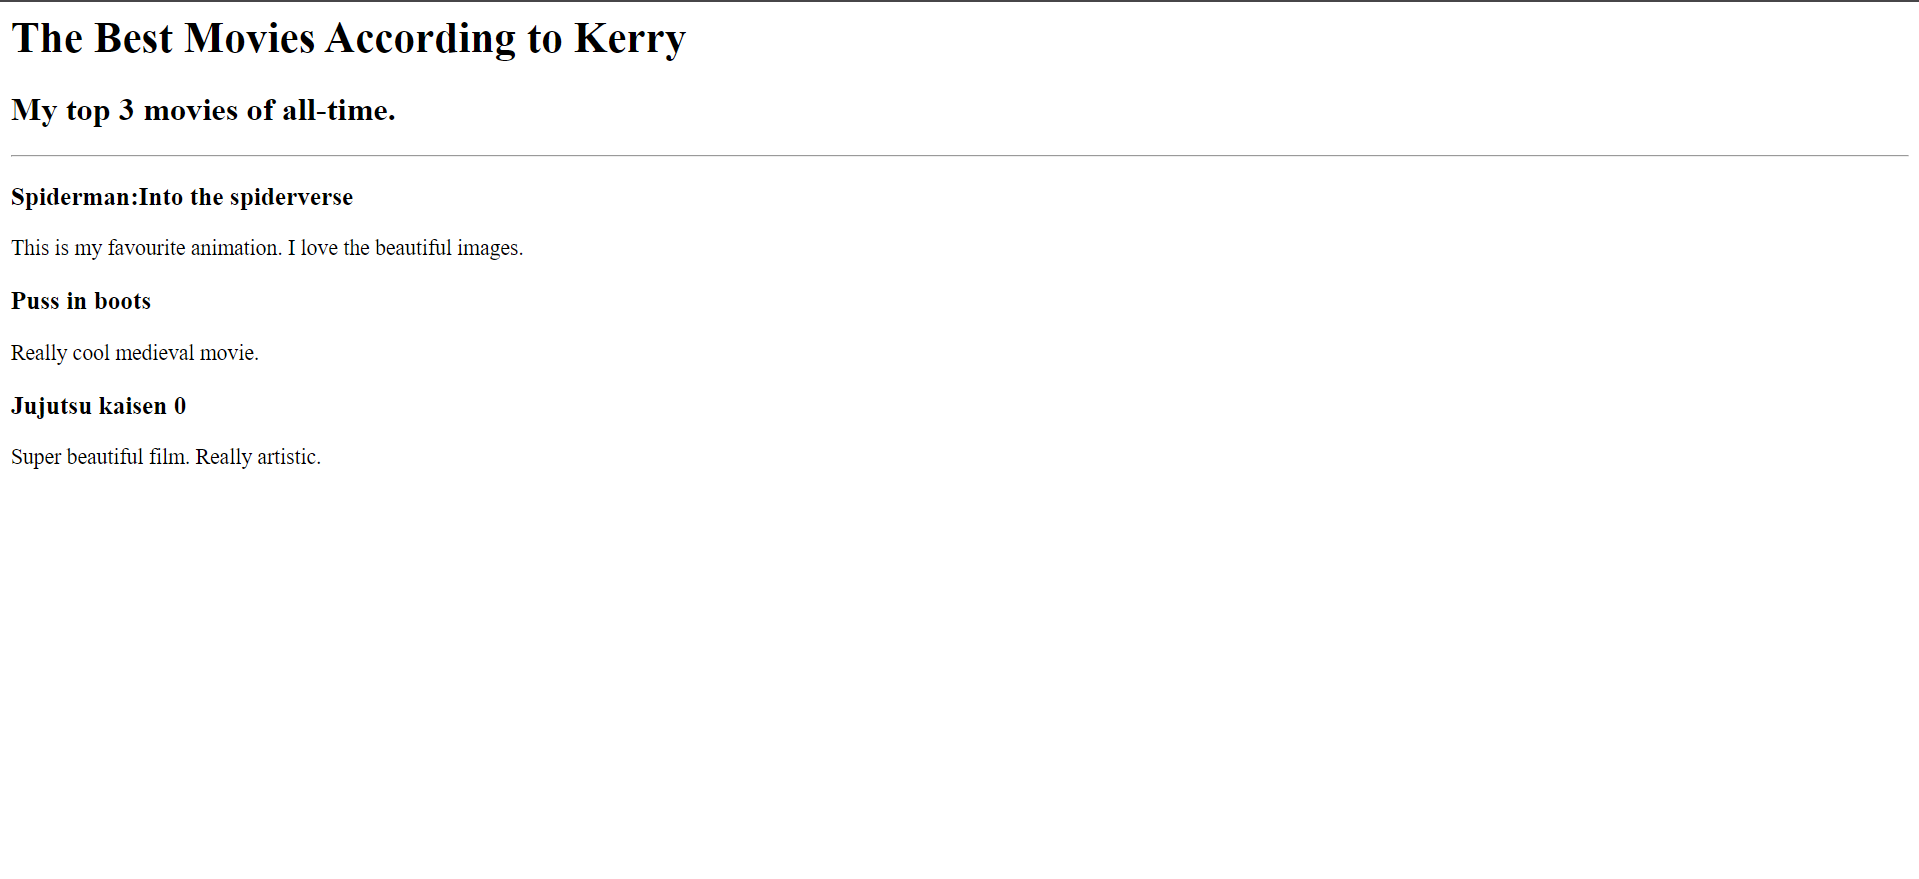 The Best Movies According to Kerry
My top 3 movies of all-time.
Spiderman:Into the spiderverse
This is my favourite animation. I love the beautiful images.
Puss in boots
Really cool medieval movie.
Jujutsu kaisen 0
Super beautiful film. Really artistic.